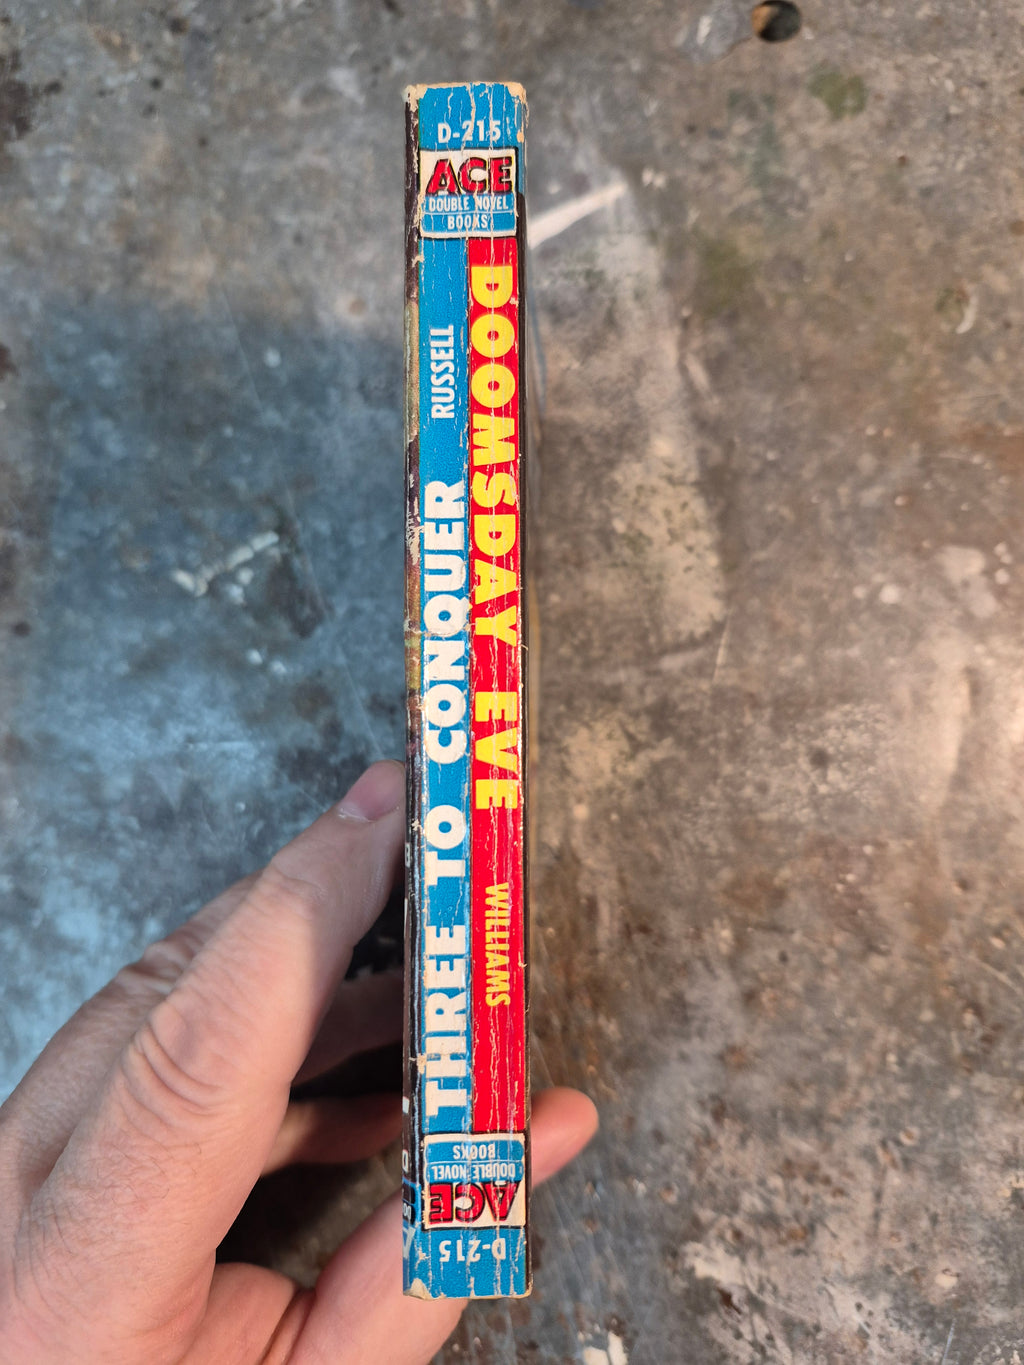 D-215
ACE
DOUBLE NOVEL
BOOKS
DOOMSDAY EVE WILLIAMS
THREE TO CONQUER RUSSELL
D-215
ACE
DOUBLE NOVEL
BOOKS